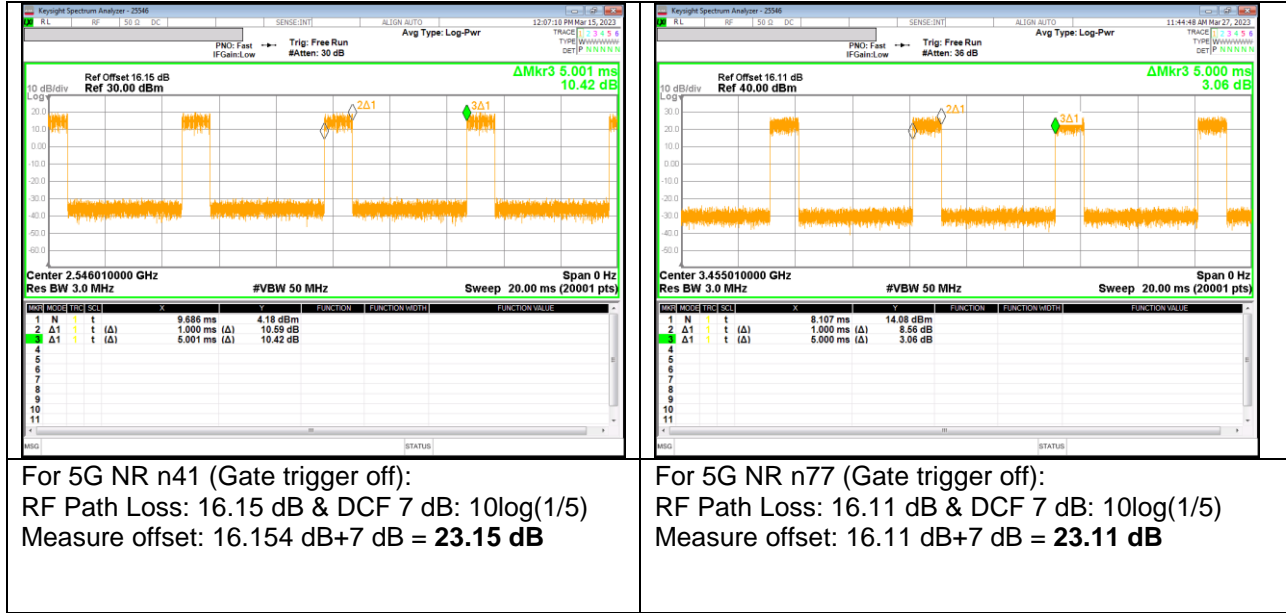 Keysight Spectrum Analyzer - 25546
RL RF 50 Ω DC SENSE:INT ALIGN AUTO 12:07:10 PM Mar 15, 2023
Avg Type: Log-Pwr
TRACE 1 2 3 4 5 6
PNO: Fast Trig: Free Run
TYPE WWWWWW
IFGain:Low #Atten: 30 dB
DET P N N N N N
ΔMkr3 5.001 ms
10.42 dB
Ref Offset 16.15 dB
10 dB/div Ref 30.00 dBm
Log
20.0
10.0
0.00
-10.0
-20.0
-30.0
-40.0
-50.0
-60.0
2Δ1
3Δ1
Center 2.546010000 GHz Span 0 Hz
Res BW 3.0 MHz #VBW 50 MHz Sweep 20.00 ms (20001 pts)
MKR MODE TRC SCL X Y FUNCTION FUNCTION WIDTH FUNCTION VALUE
1 N 1 t 9.686 ms 4.18 dBm
2 Δ1 1 t (Δ) 1.000 ms (Δ) 10.59 dB
3 Δ1 1 t (Δ) 5.001 ms (Δ) 10.42 dB
4
5
6
7
8
9
10
11
MSG STATUS
For 5G NR n41 (Gate trigger off):
RF Path Loss: 16.15 dB & DCF 7 dB: 10log(1/5)
Measure offset: 16.154 dB+7 dB = 23.15 dB
Keysight Spectrum Analyzer - 25546
RL RF 50 Ω DC SENSE:INT ALIGN AUTO 11:44:48 AM Mar 27, 2023
Avg Type: Log-Pwr
TRACE 1 2 3 4 5 6
PNO: Fast Trig: Free Run
TYPE WWWWWW
IFGain:Low #Atten: 36 dB
DET P N N N N N
ΔMkr3 5.000 ms
3.06 dB
Ref Offset 16.11 dB
10 dB/div Ref 40.00 dBm
Log
20.0
10.0
0.00
-10.0
-20.0
-30.0
-40.0
-50.0
-60.0
2Δ1
3Δ1
Center 3.455010000 GHz Span 0 Hz
Res BW 3.0 MHz #VBW 50 MHz Sweep 20.00 ms (20001 pts)
MKR MODE TRC SCL X Y FUNCTION FUNCTION WIDTH FUNCTION VALUE
1 N 1 t 8.107 ms 14.08 dBm
2 Δ1 1 t (Δ) 1.000 ms (Δ) 8.56 dB
3 Δ1 1 t (Δ) 5.000 ms (Δ) 3.06 dB
4
5
6
7
8
9
10
11
MSG STATUS
For 5G NR n77 (Gate trigger off):
RF Path Loss: 16.11 dB & DCF 7 dB: 10log(1/5)
Measure offset: 16.11 dB+7 dB = 23.11 dB